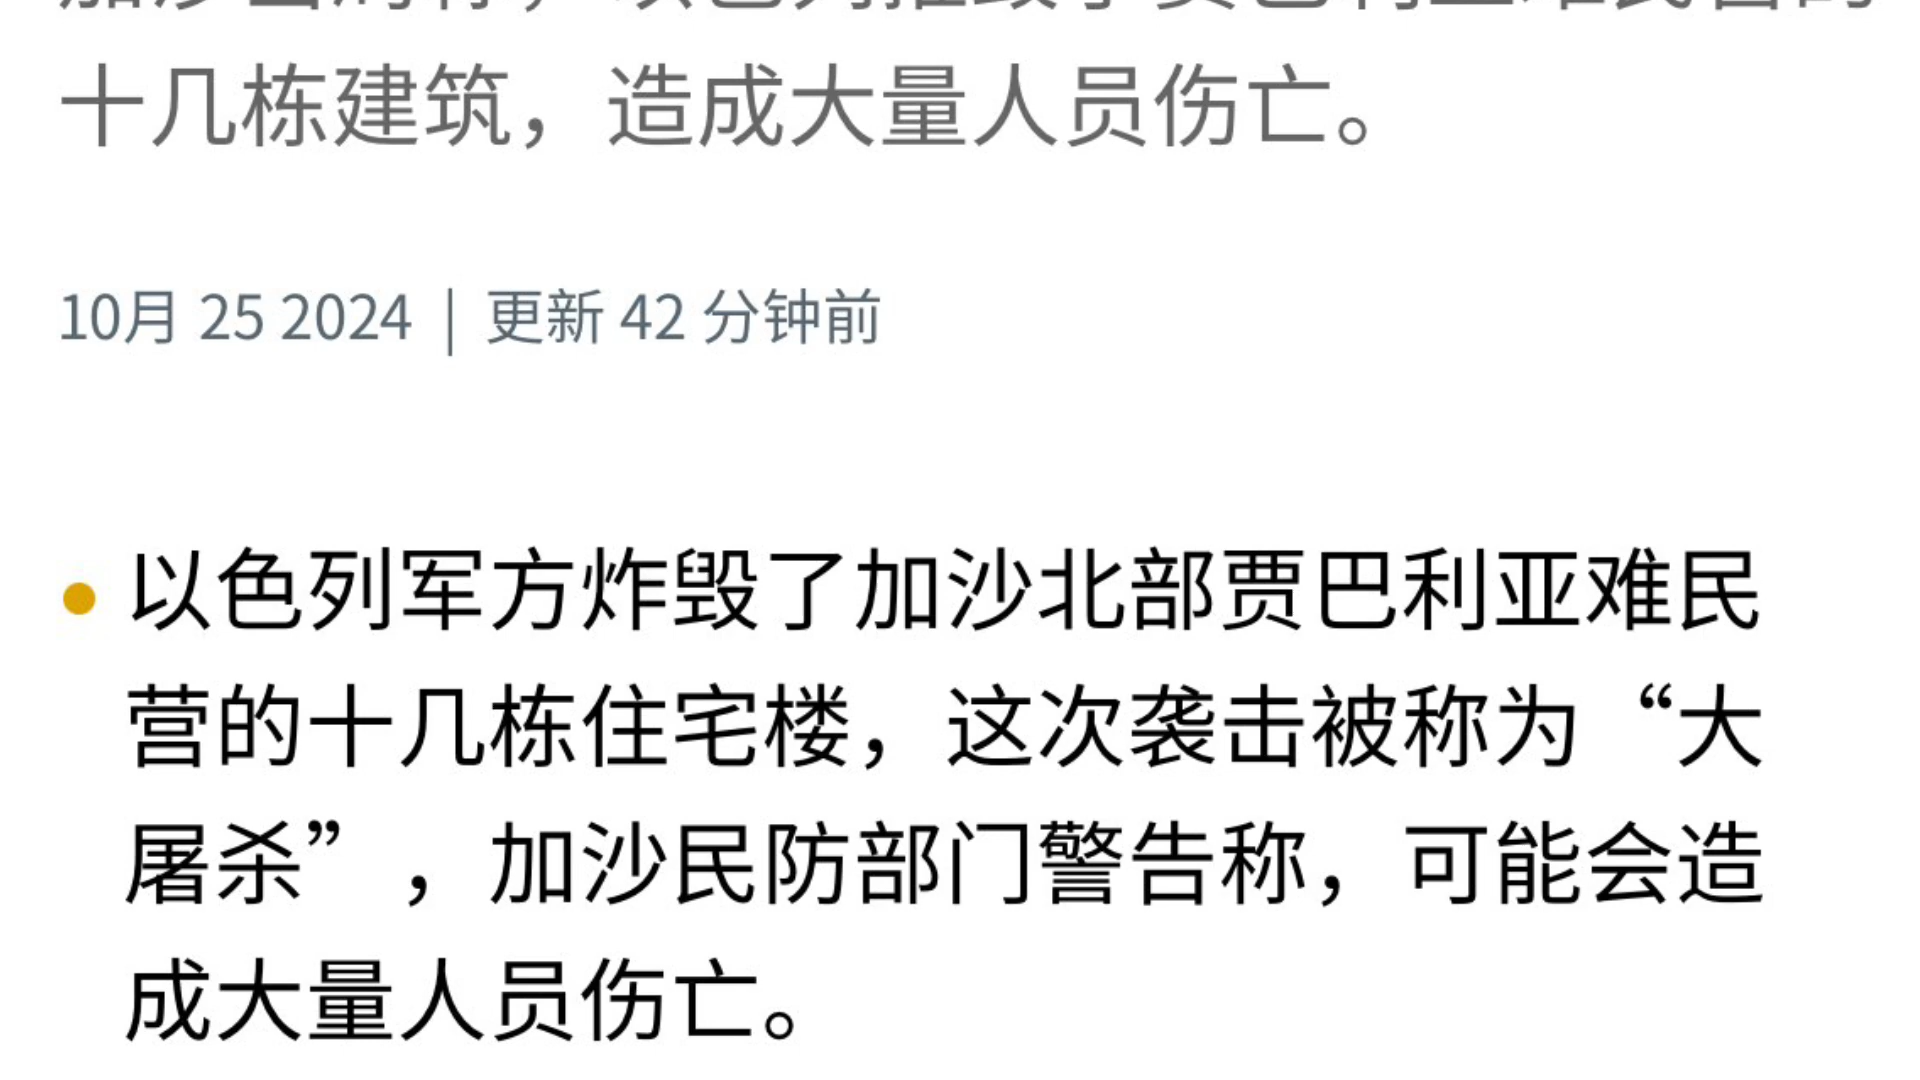 十几栋建筑，造成大量人员伤亡。
10月 25 2024 | 更新 42 分钟前
以色列军方炸毁了加沙北部贾巴利亚难民
营的十几栋住宅楼，这次袭击被称为“大
屠杀”，加沙民防部门警告称，可能会造
成大量人员伤亡。